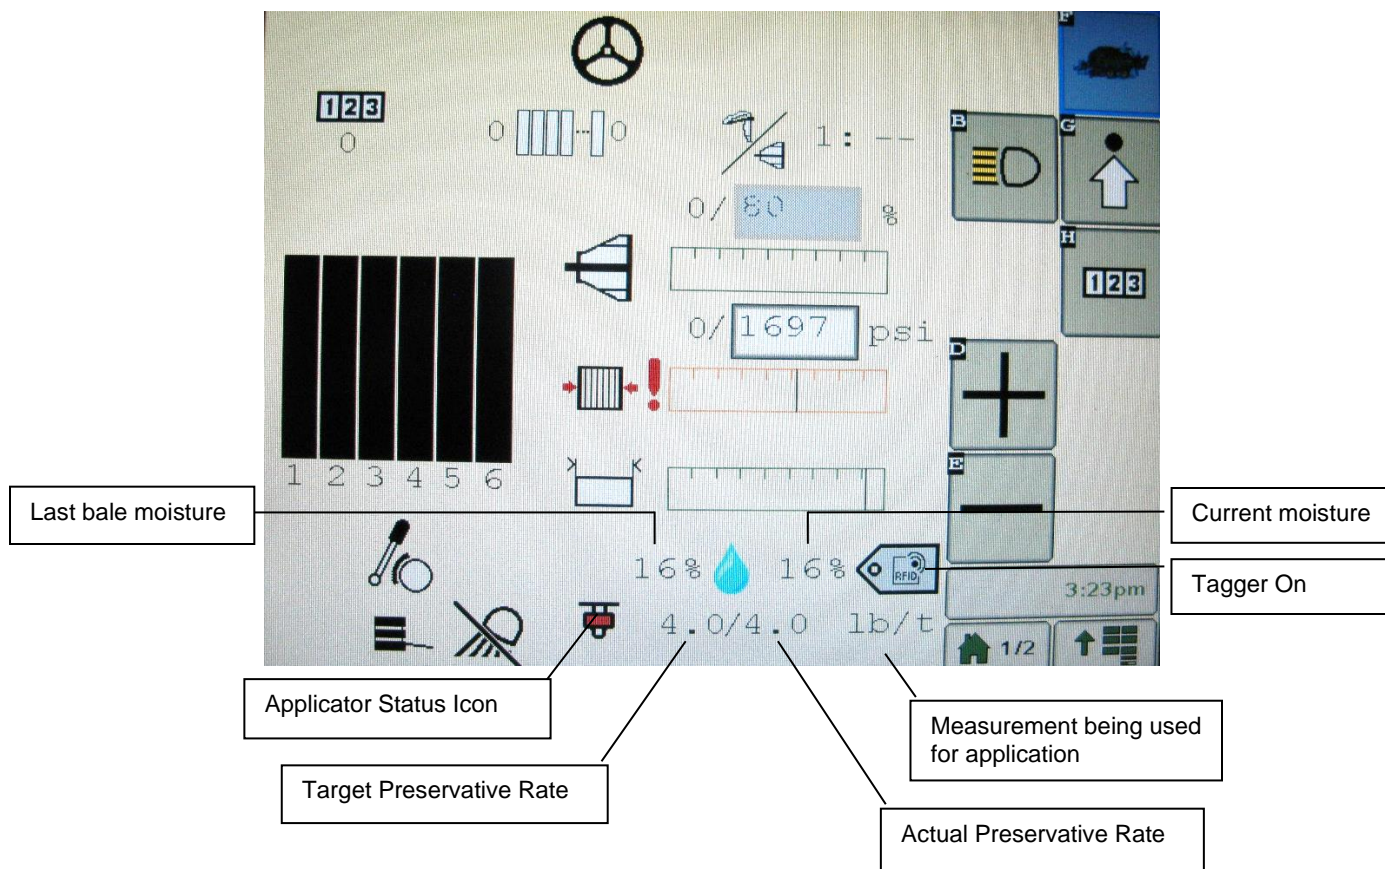 F
123
0
0
0
1:--
B
G
0/80 %
H
123
0/1697 psi
D
1 2 3 4 5 6
E
Last bale moisture
Current moisture
16%
16%
RFID
Tagger On
3:23pm
4.0/4.0 lb/t
1/2
Applicator Status Icon
Measurement being used
for application
Target Preservative Rate
Actual Preservative Rate